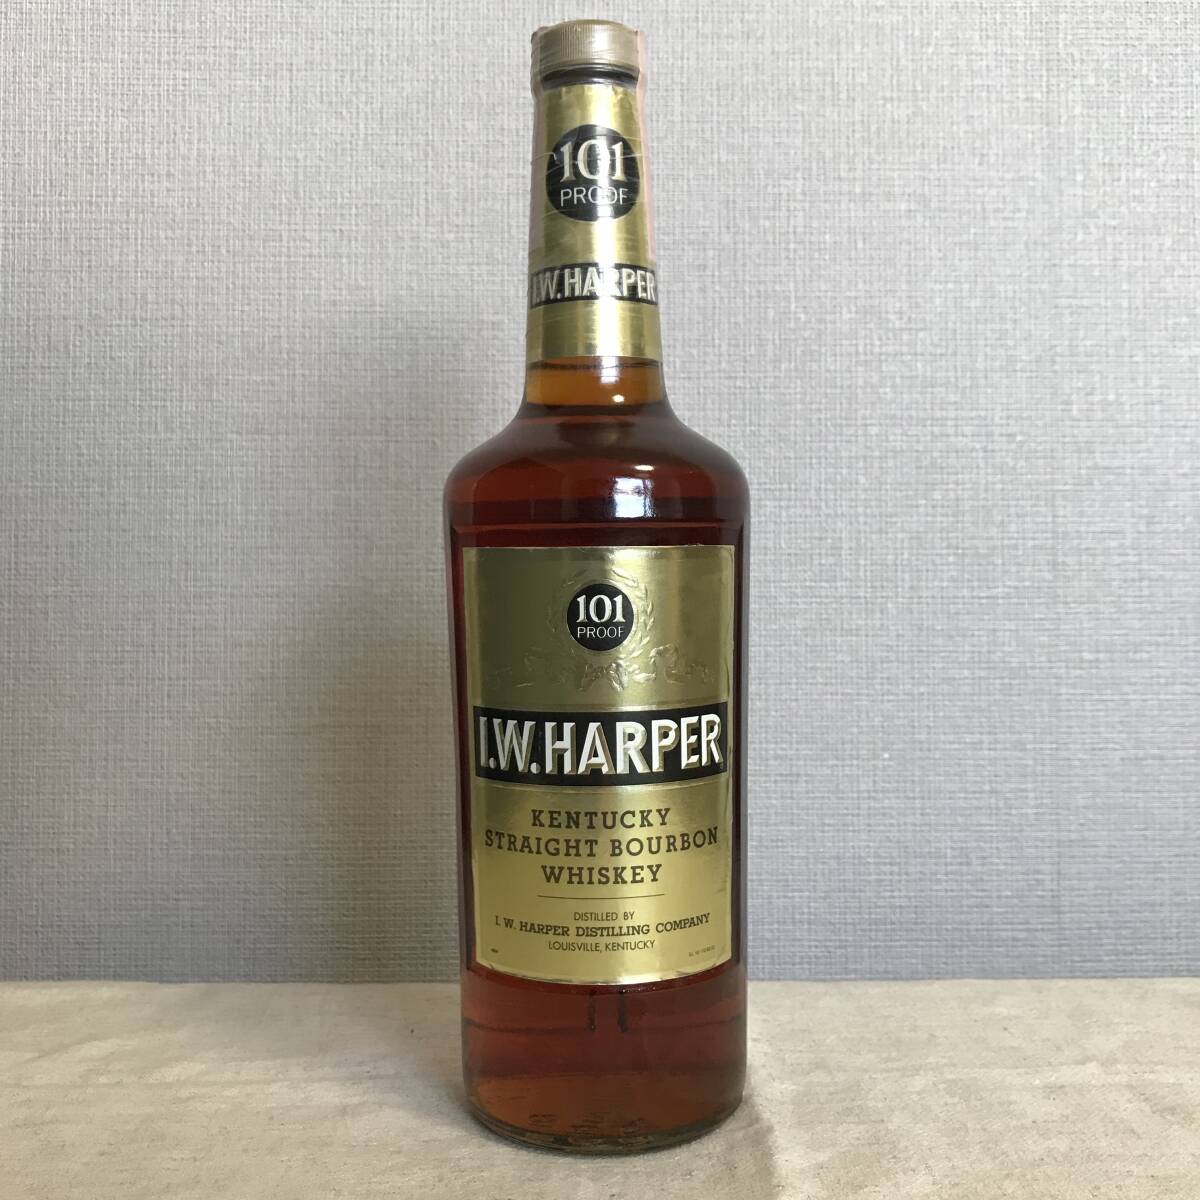 101
PROOF
I.W.HARPER
101
PROOF
I.W.HARPER
KENTUCKY
STRAIGHT BOURBON
WHISKEY
DISTILLED BY
I. W. HARPER DISTILLING COMPANY
LOUISVILLE, KENTUCKY